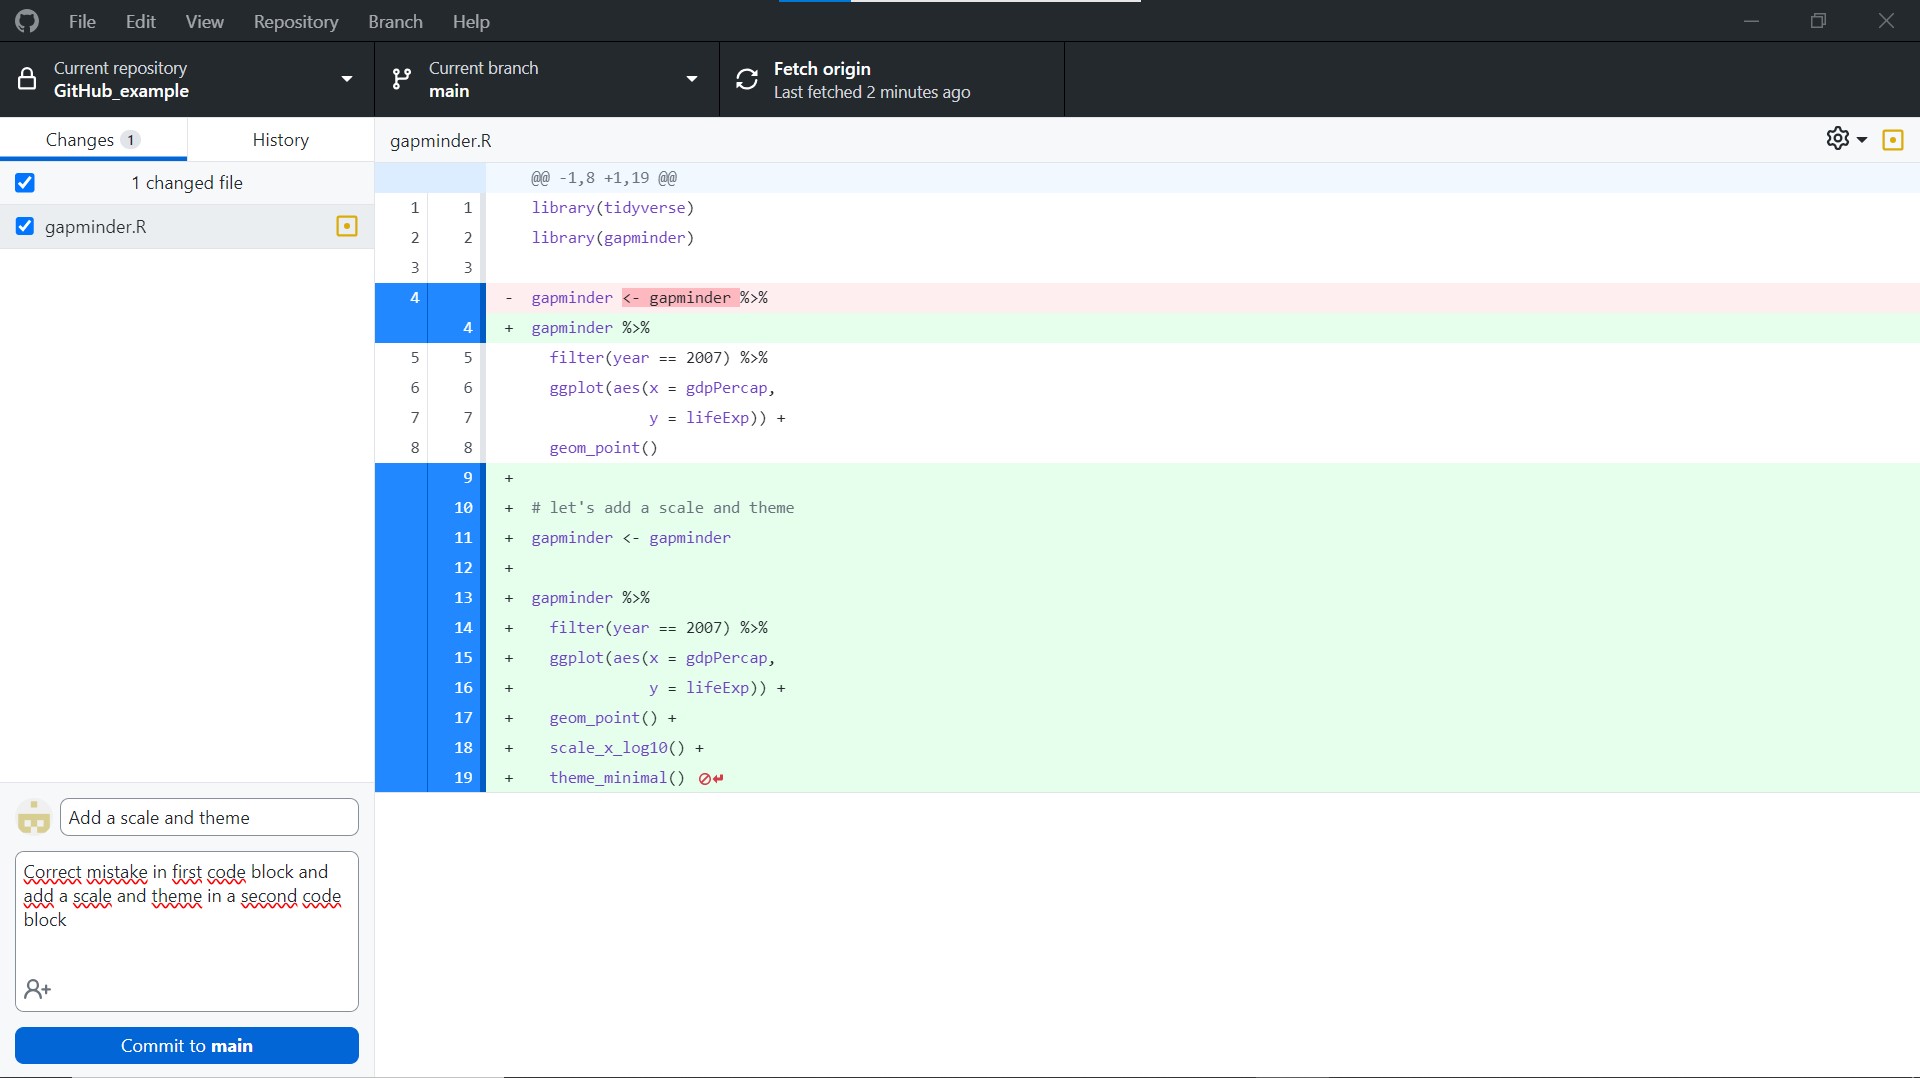 File Edit View Repository Branch Help
Current repository
GitHub_example
Current branch
main
Fetch origin
Last fetched 2 minutes ago
Changes 1
History
1 changed file
gapminder.R
gapminder.R
@@ -1,8 +1,19 @@
1 1 library(tidyverse)
2 2 library(gapminder)
3 3
4 - gapminder <- gapminder %>%
4 + gapminder %>%
5 5 filter(year == 2007) %>%
6 6 ggplot(aes(x = gdpPercap,
7 7 y = lifeExp)) +
8 8 geom_point()
9 +
10 + # let's add a scale and theme
11 + gapminder <- gapminder
12 +
13 + gapminder %>%
14 + filter(year == 2007) %>%
15 + ggplot(aes(x = gdpPercap,
16 + y = lifeExp)) +
17 + geom_point() +
18 + scale_x_log10() +
19 + theme_minimal()
Add a scale and theme
Correct mistake in first code block and
add a scale and theme in a second code
block
Commit to main